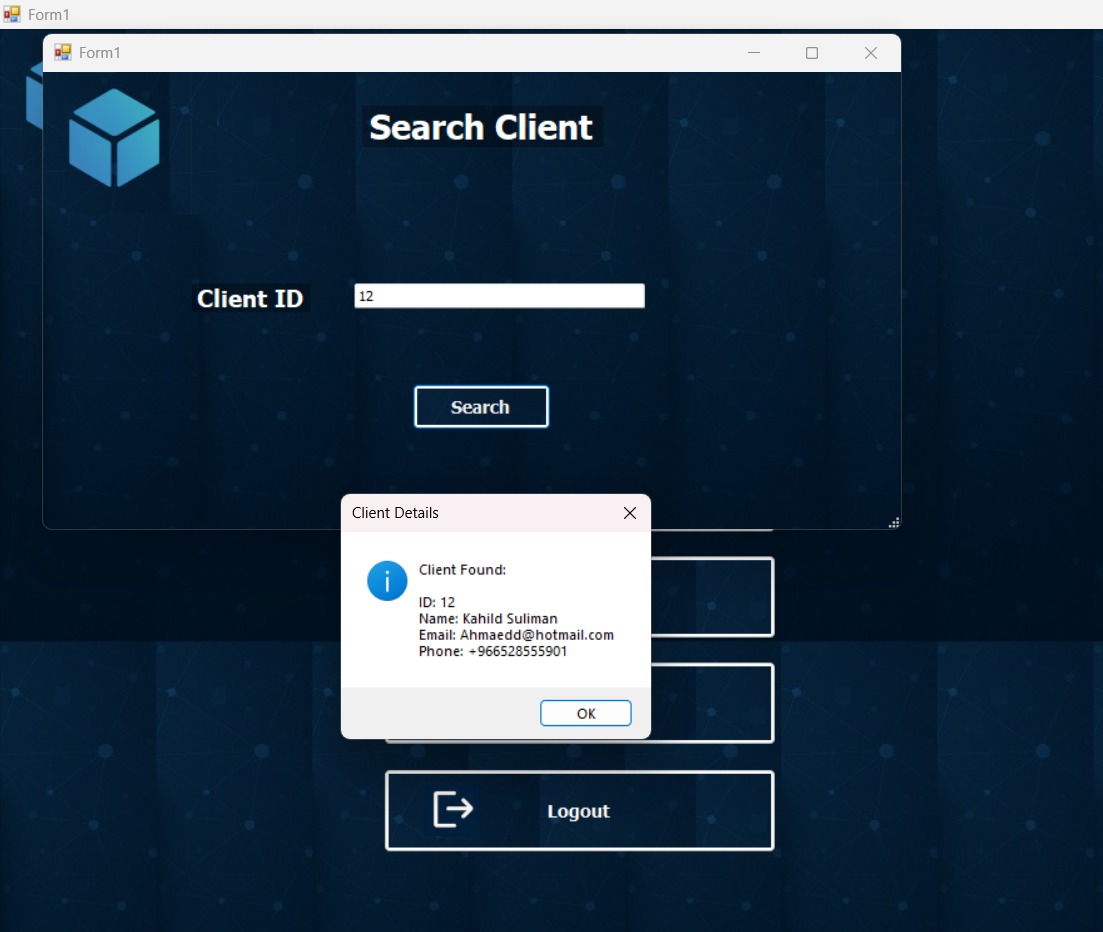 Form1
Form1
Search Client
Client ID
12
Search
Client Details
Client Found:
ID: 12
Name: Kahild Suliman
Email: Ahmaedd@hotmail.com
Phone: +966528555901
OK
Logout